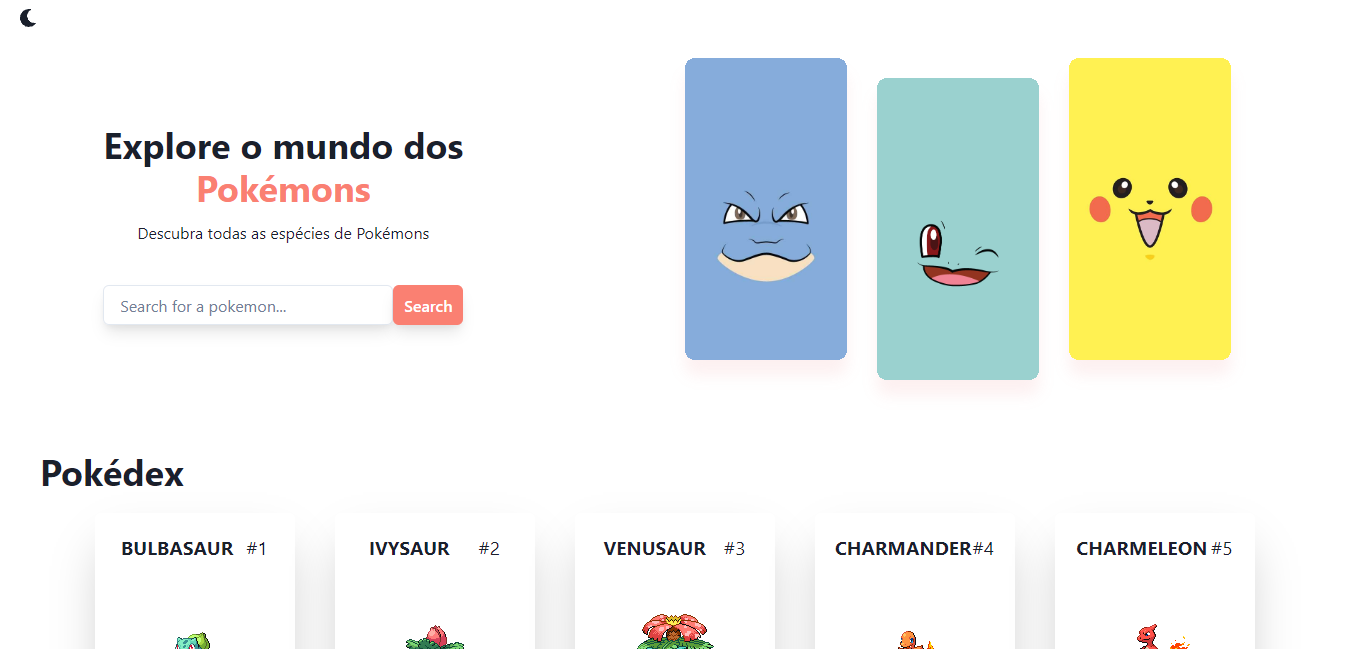 Explore o mundo dos
Pokémons
Descubra todas as espécies de Pokémons
Search for a pokemon... Search
Pokédex
BULBASAUR #1 IVYSAUR #2 VENUSAUR #3 CHARMANDER#4 CHARMELEON #5